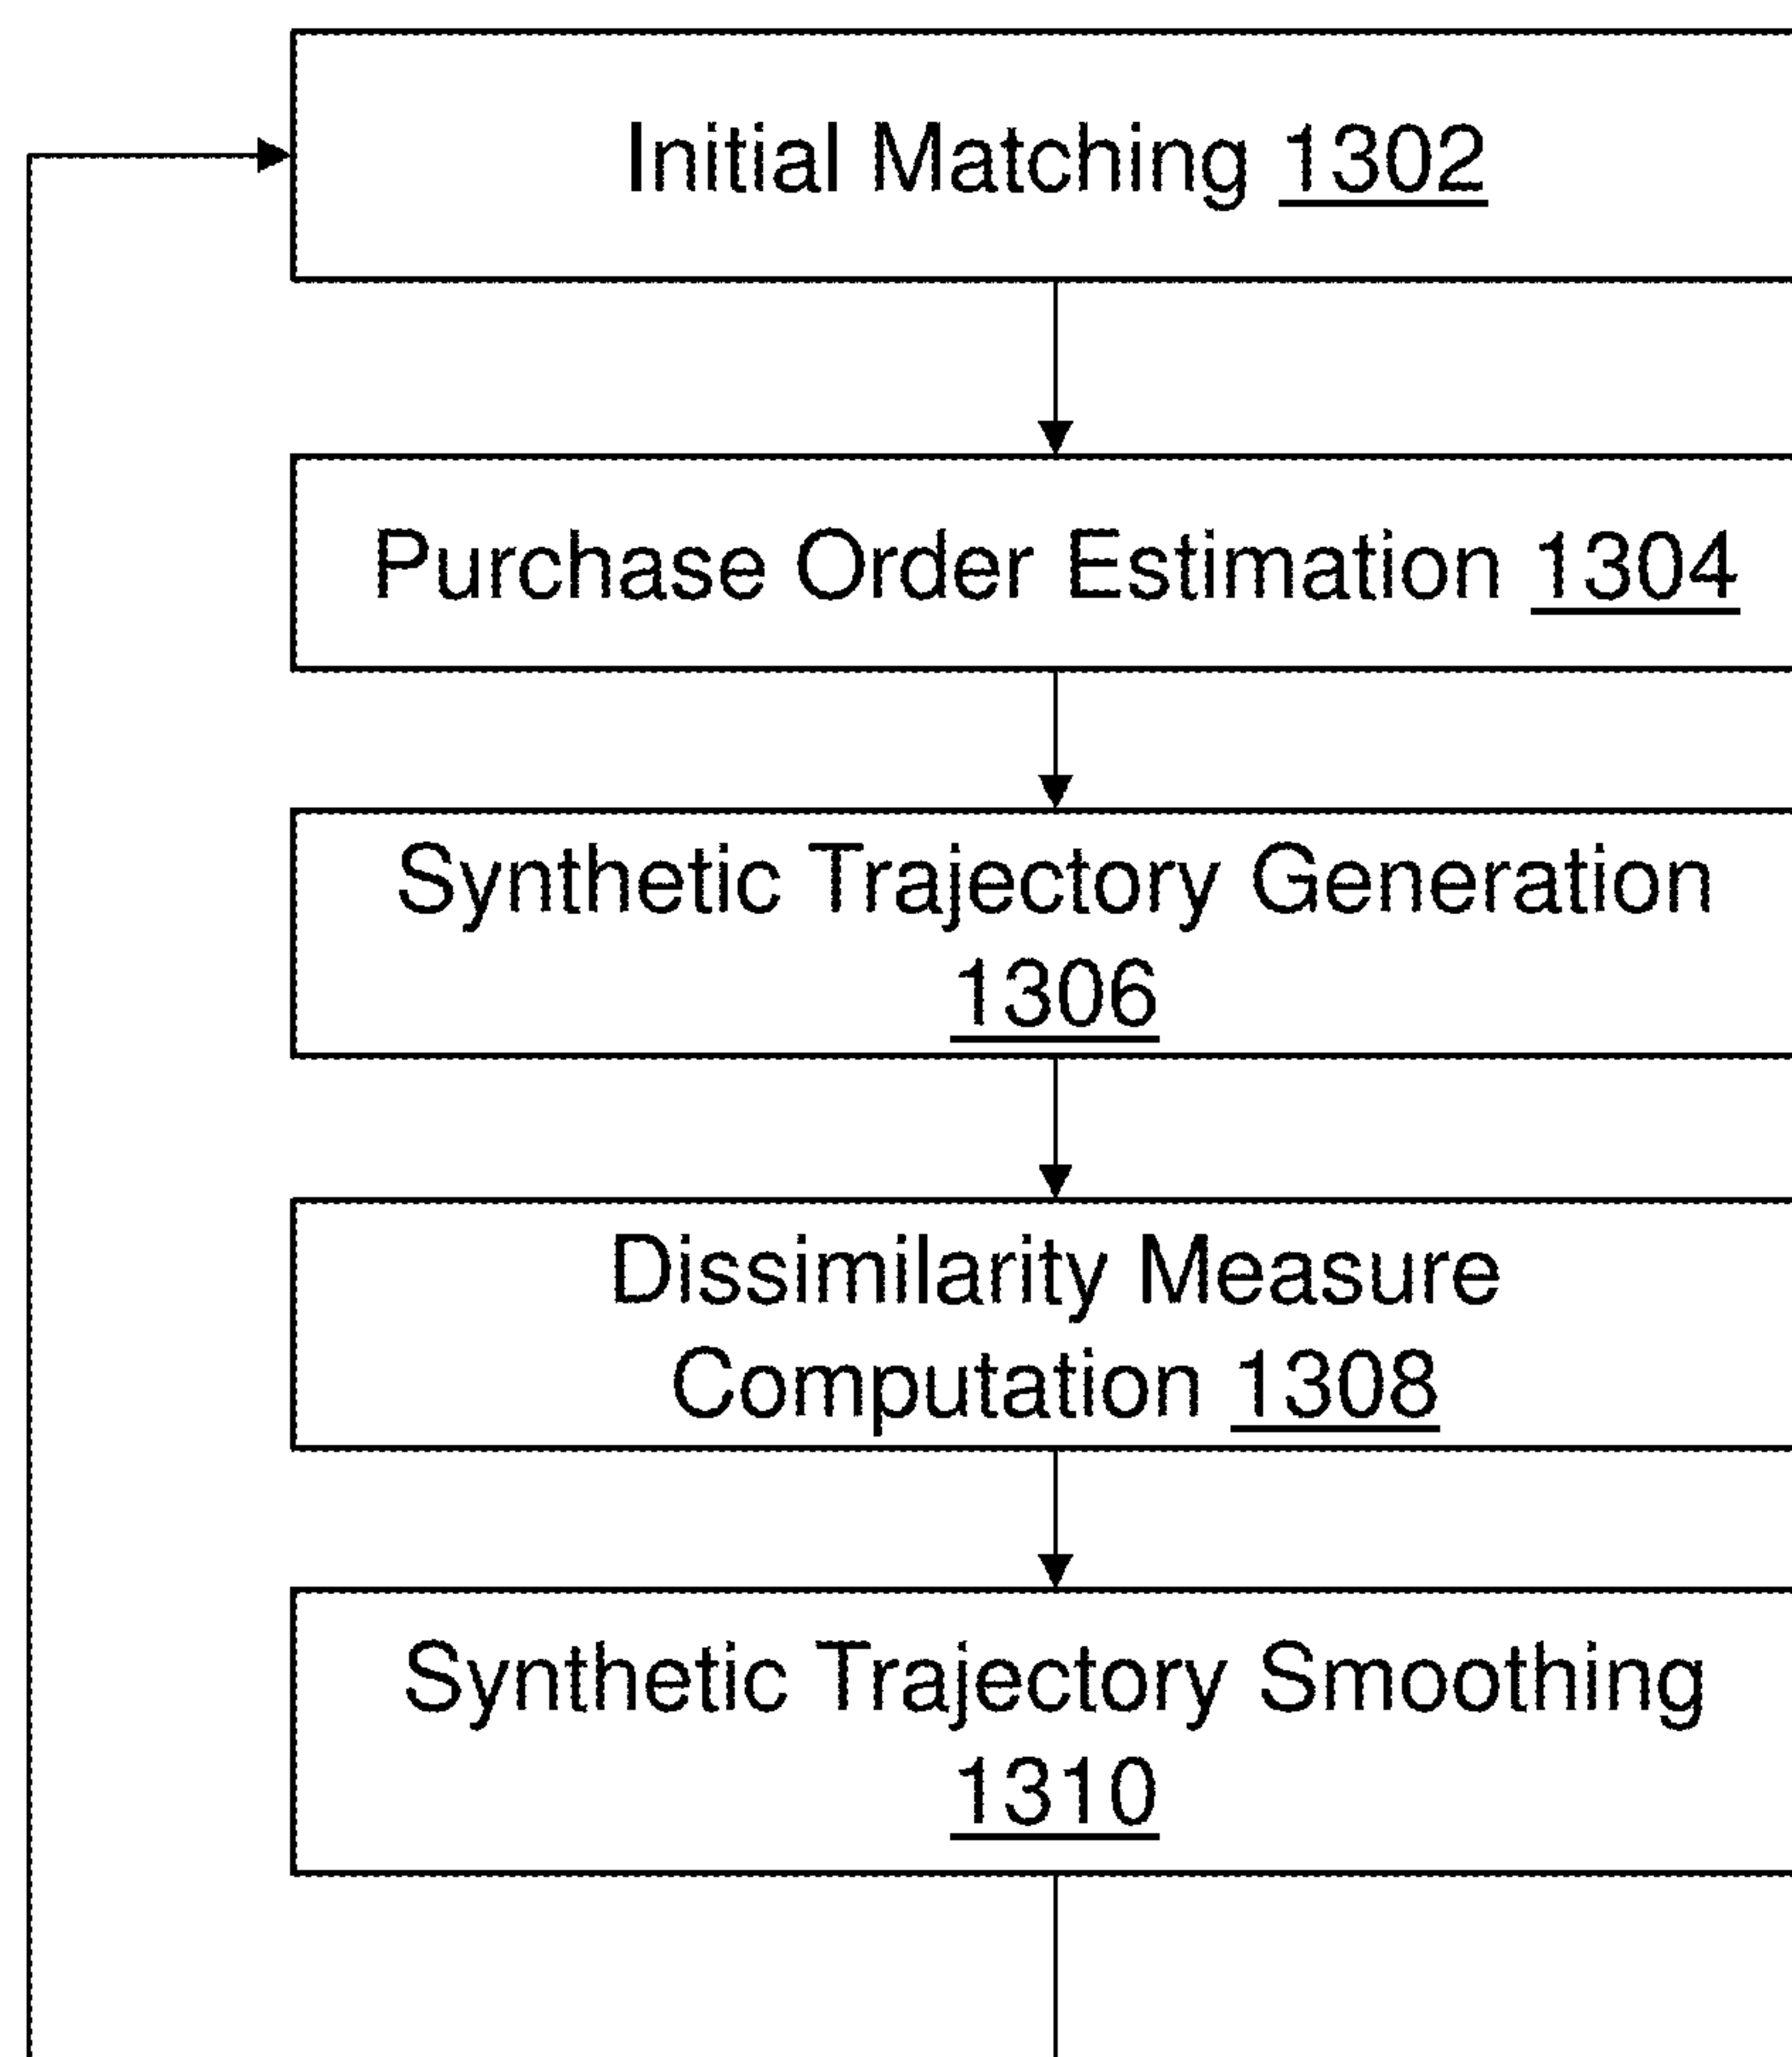 Initial Matching 1302
Purchase Order Estimation 1304
Synthetic Trajectory Generation
1306
Dissimilarity Measure
Computation 1308
Synthetic Trajectory Smoothing
1310